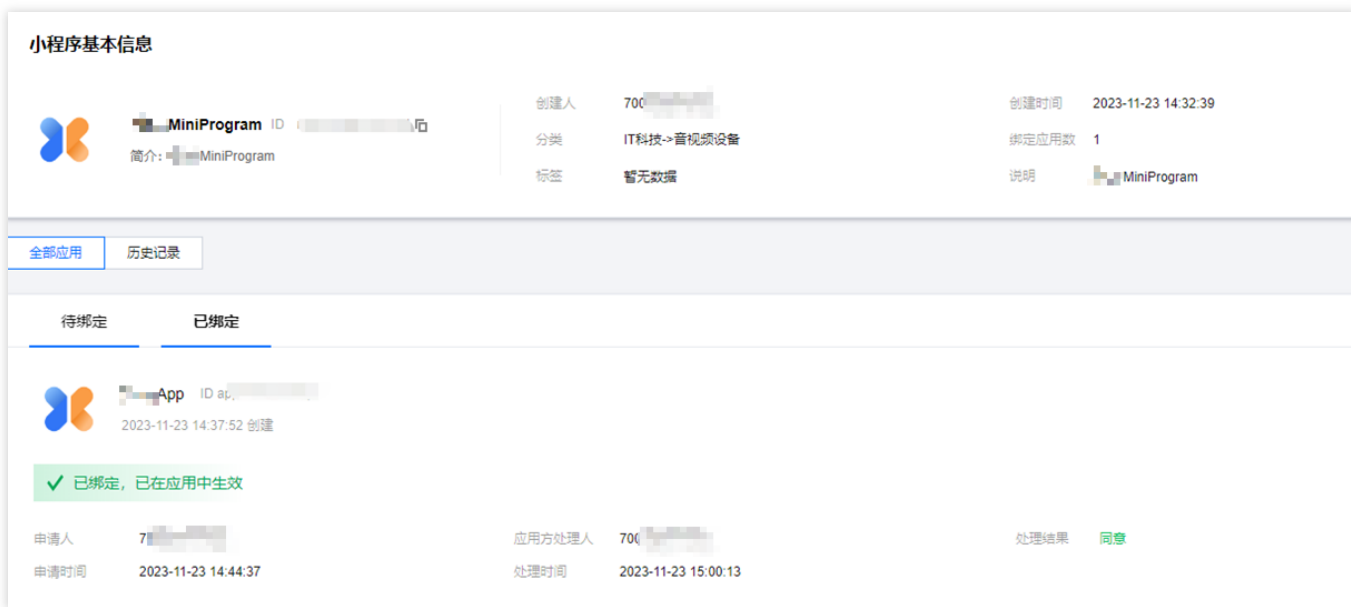 小程序基本信息
MiniProgram ID
简介: MiniProgram
创建人 700
分类 IT科技->音视频设备
标签 暂无数据
创建时间 2023-11-23 14:32:39
绑定应用数 1
说明 MiniProgram
全部应用 历史记录
待绑定 已绑定
App ID ap
2023-11-23 14:37:52 创建
已绑定，已在应用中生效
申请人 7 应用方处理人 700 处理结果 同意
申请时间 2023-11-23 14:44:37 处理时间 2023-11-23 15:00:13